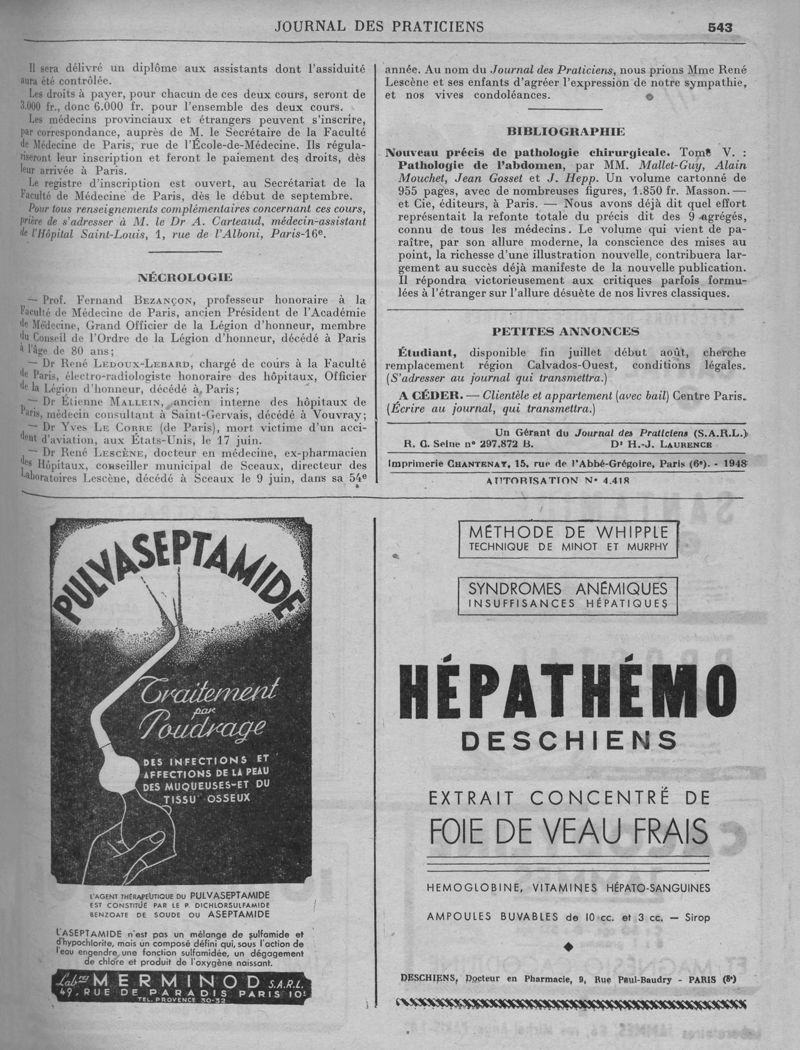 JOURNAL DES PRATICIENS 543
Il sera délivré un diplôme aux assistants dont l'assiduité
aura été contrôlée.
Les droits à payer, pour chacun de ces deux cours, seront de
3.000 fr., donc 6.000 fr. pour l'ensemble des deux cours.
Les médecins provinciaux et étrangers peuvent s'inscrire,
par correspondance, auprès de M. le Secrétaire de la Faculté
de Médecine de Paris, rue de l'École-de-Médecine. Ils régula-
riseront leur inscription et feront le paiement des droits, dès
leur arrivée à Paris.
Le registre d'inscription est ouvert, au Secrétariat de la
Faculté de Médecine de Paris, dès le début de septembre.
Pour tous renseignements complémentaires concernant ces cours,
prière de s'adresser à M. le Dr A. Carteaud, médecin-assistant
de l'Hôpital Saint-Louis, 1, rue de l'Alboni, Paris-16e.
NÉCROLOGIE
— Prof. Fernand BEZANÇON, professeur honoraire à la
Faculté de Médecine de Paris, ancien Président de l'Académie
de Médecine, Grand Officier de la Légion d'honneur, membre
du Conseil de l'Ordre de la Légion d'honneur, décédé à Paris
à l'âge de 80 ans;
— Dr René LEDOUX-LEBARD, chargé de cours à la Faculté
de Paris, électro-radiologiste honoraire des hôpitaux, Officier
de la Légion d'honneur, décédé à Paris;
— Dr Étienne MALLEIN, ancien interne des hôpitaux de
Paris, médecin consultant à Saint-Gervais, décédé à Vouvray;
— Dr Yves LE CORRE (de Paris), mort victime d'un acci-
dent d'aviation, aux États-Unis, le 17 juin.
— Dr René LESCÈNE, docteur en médecine, ex-pharmacien
des Hôpitaux, conseiller municipal de Sceaux, directeur des
Laboratoires Lescène, décédé à Sceaux le 9 juin, dans sa 54e
année. Au nom du Journal des Praticiens, nous prions Mme René
Lescène et ses enfants d'agréer l'expression de notre sympathie,
et nos vives condoléances.
BIBLIOGRAPHIE
Nouveau précis de pathologie chirurgicale. Tome V. :
Pathologie de l'abdomen, par MM. Mallet-Guy, Alain
Mouchet, Jean Gosset et J. Hepp. Un volume cartonné de
955 pages, avec de nombreuses figures, 1.850 fr. Masson. —
et Cie, éditeurs, à Paris. — Nous avons déjà dit quel effort
représentait la refonte totale du précis dit des 9 agrégés,
connu de tous les médecins. Le volume qui vient de pa-
raître, par son allure moderne, la conscience des mises au
point, la richesse d'une illustration nouvelle, contribuera lar-
gement au succès déjà manifeste de la nouvelle publication.
Il répondra victorieusement aux critiques parfois formu-
lées à l'étranger sur l'allure désuète de nos livres classiques.
PETITES ANNONCES
Étudiant, disponible fin juillet début août, cherche
remplacement région Calvados-Ouest, conditions légales.
(S'adresser au journal qui transmettra.)
A CÉDER. — Clientèle et appartement (avec bail) Centre Paris.
(Écrire au journal, qui transmettra.)
Un Gérant du Journal des Praticiens (S.A.R.L.)
R. C. Seine n° 297.872 B. Dr H.-J. LAURENCE
Imprimerie CHANTENAY, 15, rue de l'Abbé-Grégoire, Paris (6e). - 1948
AUTORISATION N° 4.418
PULVASEPTAMIDE
Traitement
par
Poudrage
DES INFECTIONS ET
AFFECTIONS DE LA PEAU
DES MUQUEUSES-ET DU
TISSU OSSEUX
L'AGENT THÉRAPEUTIQUE DU PULVASEPTAMIDE
EST CONSTITUÉ PAR LE P. DICHLORSULFAMIDE
BENZOATE DE SOUDE OU ASEPTAMIDE
L'ASEPTAMIDE n'est pas un mélange de sulfamide et
d'hypochlorite, mais un composé défini qui, sous l'action de
l'eau engendre, une fonction sulfamidée, un dégagement
de chlore et produit de l'oxygène naissant.
Labres MERMINOD S.A.R.L.
49, RUE DE PARADIS PARIS 10e
TEL. PROVENCE 30-32
MÉTHODE DE WHIPPLE
TECHNIQUE DE MINOT ET MURPHY
SYNDROMES ANÉMIQUES
INSUFFISANCES HÉPATIQUES
HÉPATHÉMO
DESCHIENS
EXTRAIT CONCENTRÉ DE
FOIE DE VEAU FRAIS
HEMOGLOBINE, VITAMINES HÉPATO-SANGUINES
AMPOULES BUVABLES de 10 cc. et 3 cc. — Sirop
DESCHIENS, Docteur en Pharmacie, 9, Rue Paul-Baudry - PARIS (8e)